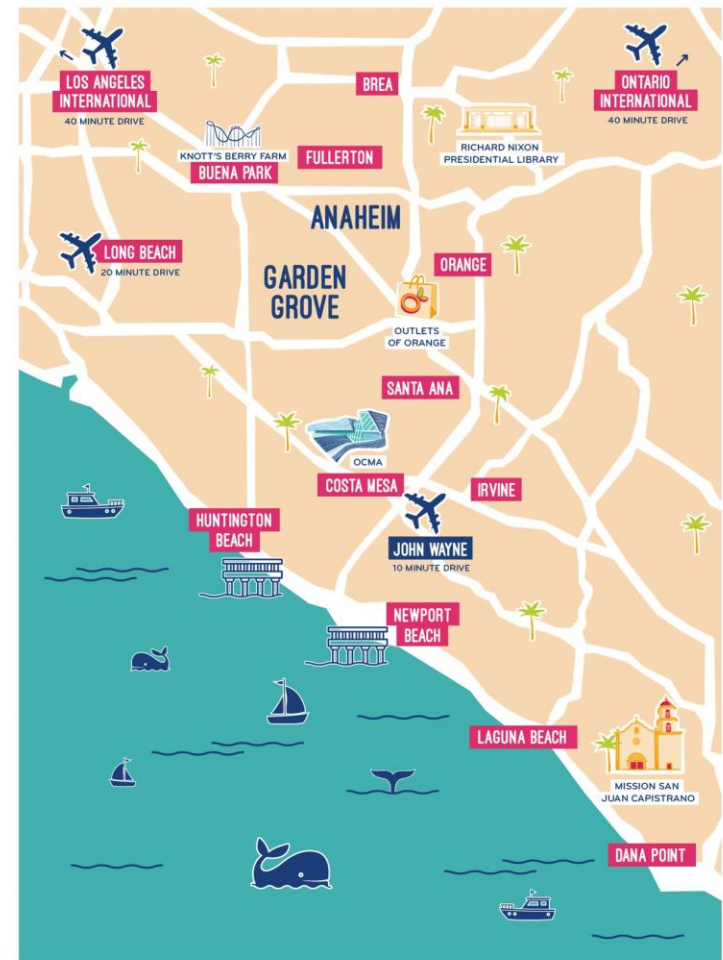 LOS ANGELES
INTERNATIONAL
40 MINUTE DRIVE
BREA
ONTARIO
INTERNATIONAL
40 MINUTE DRIVE
KNOTT'S BERRY FARM
BUENA PARK
FULLERTON
RICHARD NIXON
PRESIDENTIAL LIBRARY
ANAHEIM
LONG BEACH
20 MINUTE DRIVE
GARDEN
GROVE
ORANGE
OUTLETS
OF ORANGE
SANTA ANA
OCMA
COSTA MESA
IRVINE
HUNTINGTON
BEACH
JOHN WAYNE
10 MINUTE DRIVE
NEWPORT
BEACH
LAGUNA BEACH
MISSION SAN
JUAN CAPISTRANO
DANA POINT